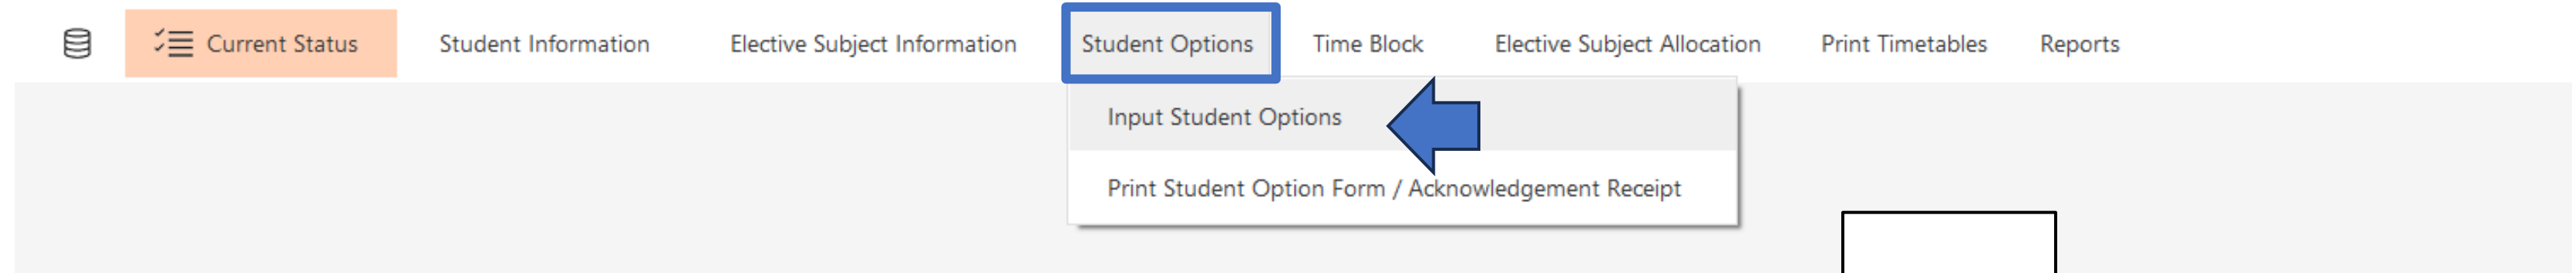 Current Status Student Information Elective Subject Information Student Options Time Block Elective Subject Allocation Print Timetables Reports
Input Student Options
Print Student Option Form / Acknowledgement Receipt